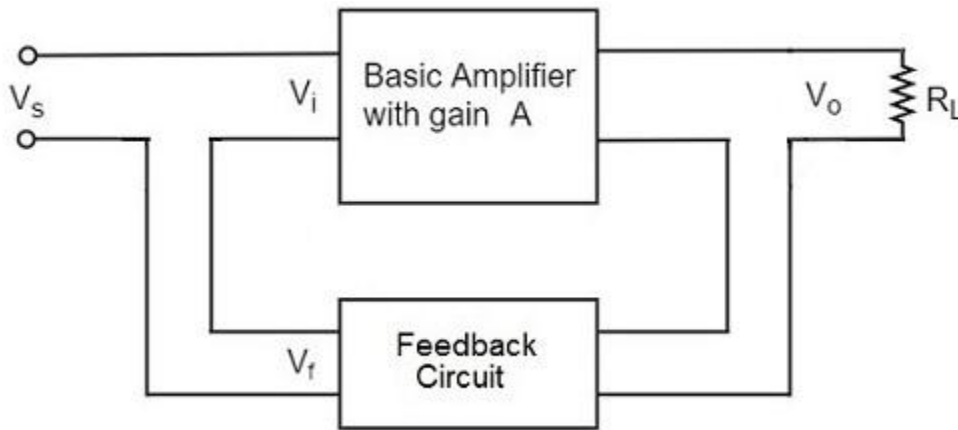 Basic Amplifier
with gain A
Vs
Vi
Vo
RL
Feedback
Circuit
Vf